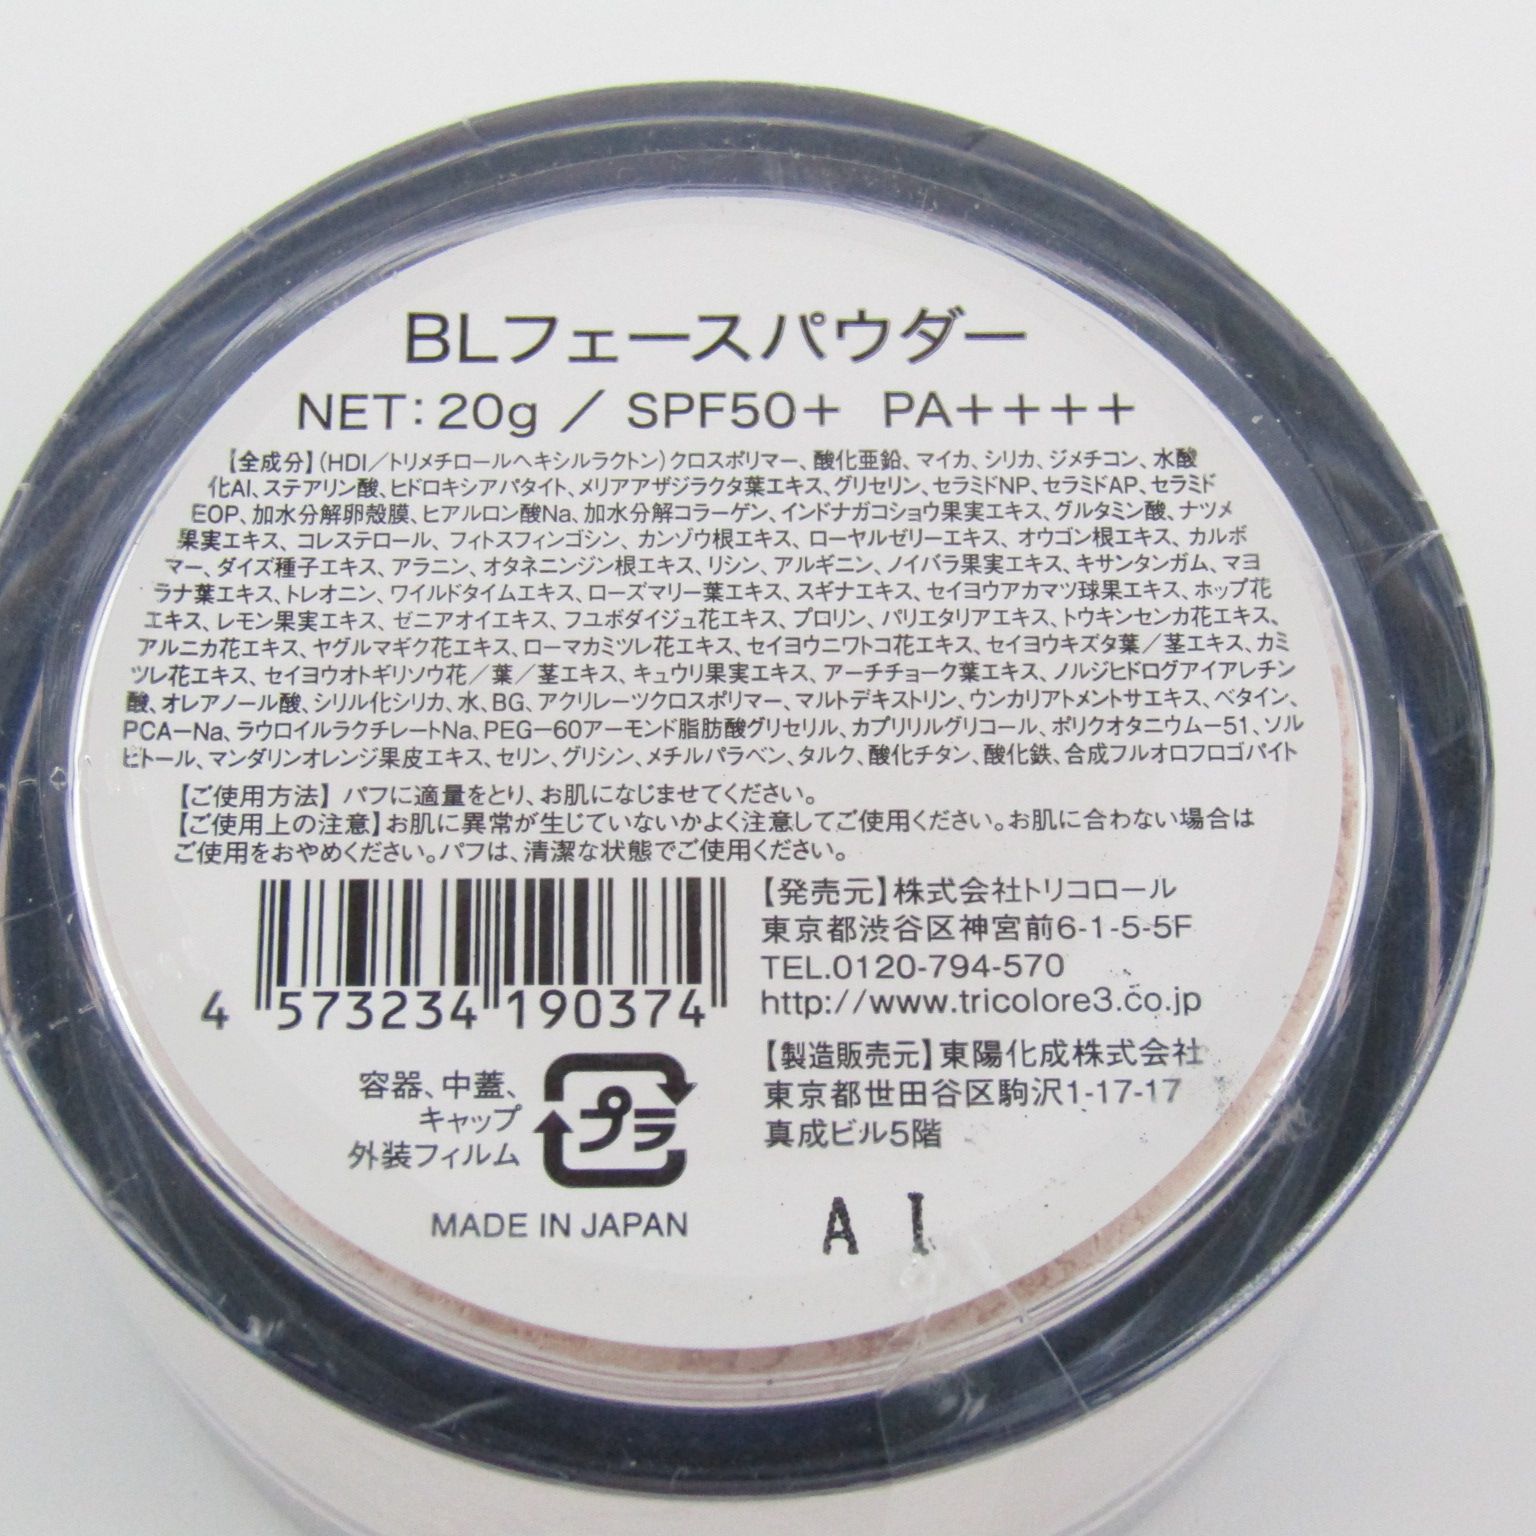 BLフェースパウダー
NET：20g ／ SPF50＋ PA＋＋＋＋
【全成分】（HDI／トリメチロールヘキシルラクトン）クロスポリマー、酸化亜鉛、マイカ、シリカ、ジメチコン、水酸
化Al、ステアリン酸、ヒドロキシアパタイト、メリアアザジラクタ葉エキス、グリセリン、セラミドNP、セラミドAP、セラミド
EOP、加水分解卵殻膜、ヒアルロン酸Na、加水分解コラーゲン、インドナガコショウ果実エキス、グルタミン酸、ナツメ
果実エキス、コレステロール、フィトスフィンゴシン、カンゾウ根エキス、ローヤルゼリーエキス、オウゴン根エキス、カルボ
マー、ダイズ種子エキス、アラニン、オタネニンジン根エキス、リシン、アルギニン、ノイバラ果実エキス、キサンタンガム、マヨ
ラナ葉エキス、トレオニン、ワイルドタイムエキス、ローズマリー葉エキス、スギナエキス、セイヨウアカマツ球果エキス、ホップ花
エキス、レモン果実エキス、ゼニアオイエキス、フユボダイジュ花エキス、プロリン、パリエタリアエキス、トウキンセンカ花エキス、
アルニカ花エキス、ヤグルマギク花エキス、ローマカミツレ花エキス、セイヨウニワトコ花エキス、セイヨウキズタ葉／茎エキス、カミ
ツレ花エキス、セイヨウオトギリソウ花／葉／茎エキス、キュウリ果実エキス、アーチチョーク葉エキス、ノルジヒドログアイアレチン
酸、オレアノール酸、シリル化シリカ、水、BG、アクリレーツクロスポリマー、マルトデキストリン、ウンカリアトメントサエキス、ベタイン、
PCA－Na、ラウロイルラクチレートNa、PEG－60アーモンド脂肪酸グリセリル、カプリリルグリコール、ポリクオタニウム－51、ソル
ビトール、マンダリンオレンジ果皮エキス、セリン、グリシン、メチルパラベン、タルク、酸化チタン、酸化鉄、合成フルオロフロゴパイト
【ご使用方法】 パフに適量をとり、お肌になじませてください。
【ご使用上の注意】お肌に異常が生じていないかよく注意してご使用ください。お肌に合わない場合は
ご使用をおやめください。パフは、清潔な状態でご使用ください。
4 573234 190374
容器、中蓋、
キャップ
外装フィルム
プラ
MADE IN JAPAN
【発売元】株式会社トリコロール
東京都渋谷区神宮前6-1-5-5F
TEL.0120-794-570
http://www.tricolore3.co.jp
【製造販売元】東陽化成株式会社
東京都世田谷区駒沢1-17-17
真成ビル5階
A I